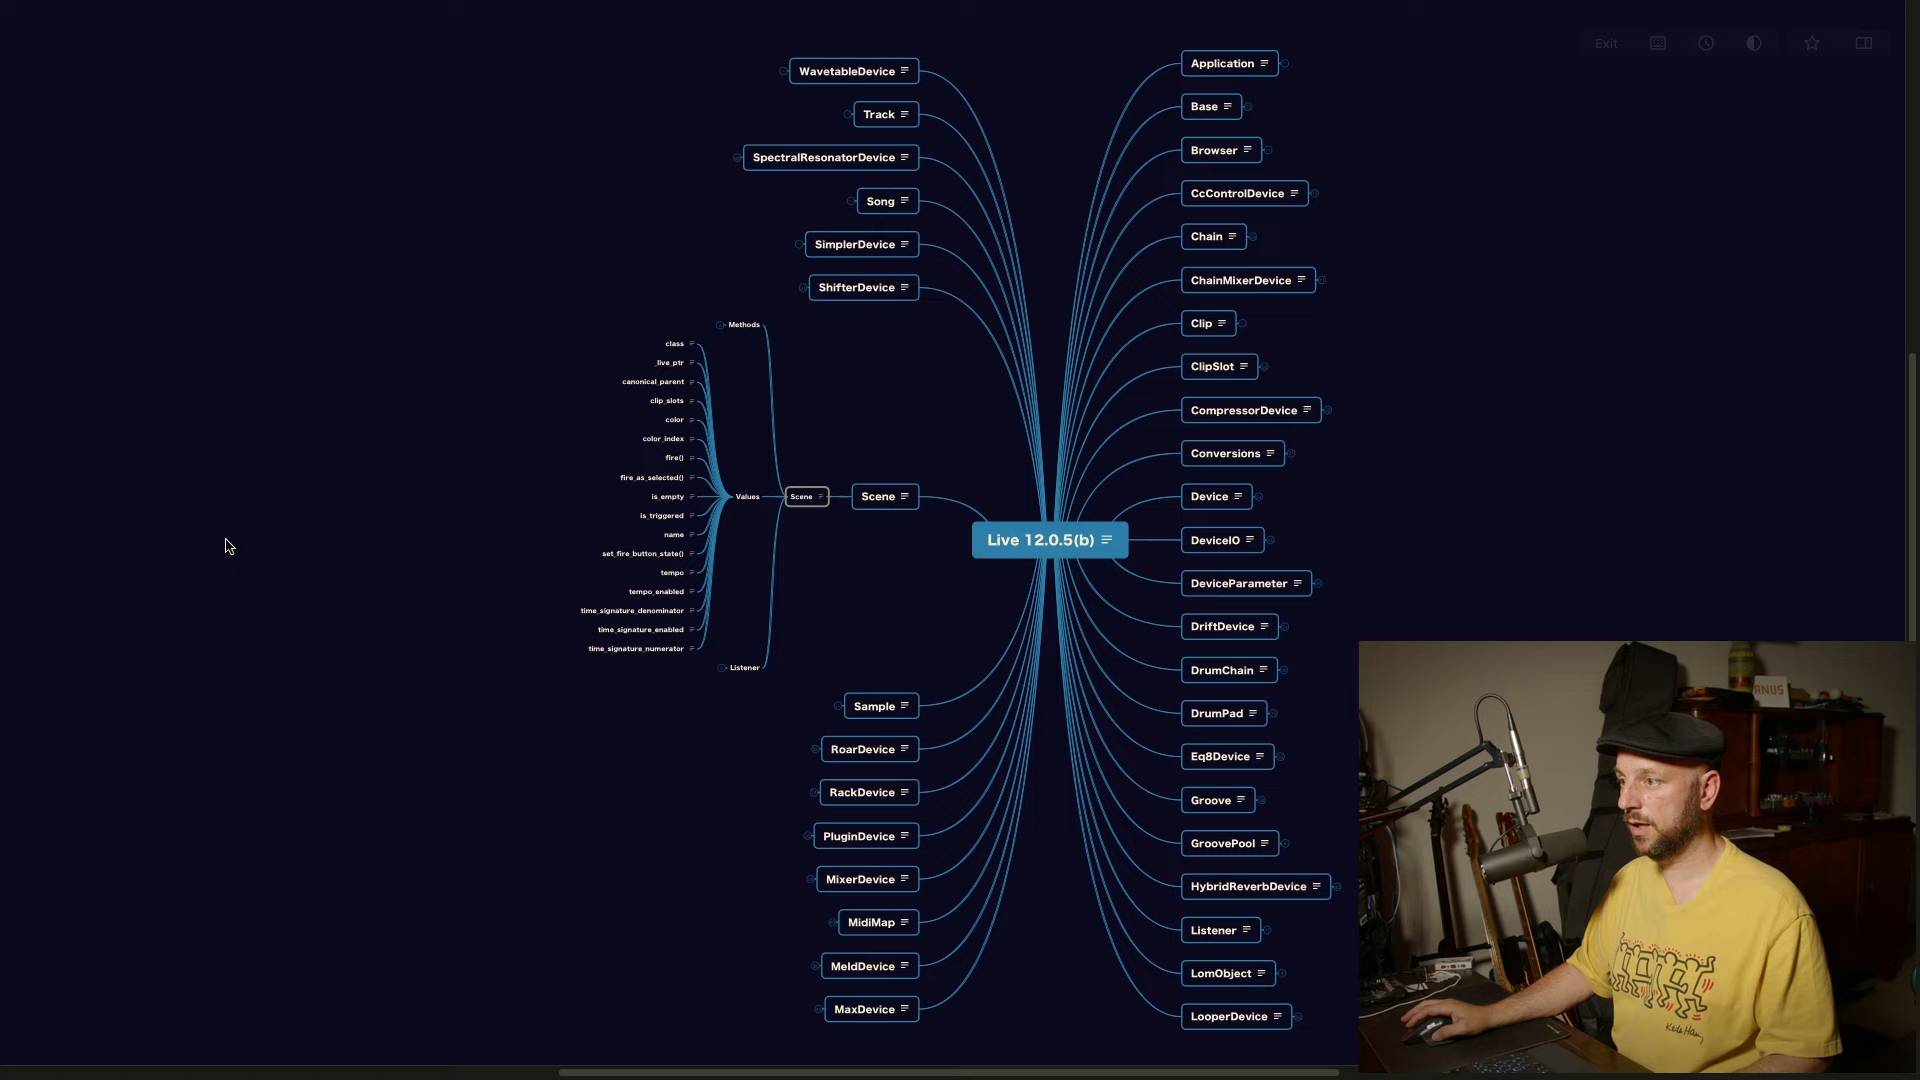 Exit
WavetableDevice
Track
SpectralResonatorDevice
Song
SimplerDevice
ShifterDevice
Methods
class
_live_ptr
canonical_parent
clip_slots
color
color_index
fire()
fire_as_selected()
is_empty
is_triggered
name
set_fire_button_state()
tempo
tempo_enabled
time_signature_denominator
time_signature_enabled
time_signature_numerator
Values
Scene
Scene
Listener
Sample
RoarDevice
RackDevice
PluginDevice
MixerDevice
MidiMap
MeldDevice
MaxDevice
Live 12.0.5(b)
Application
Base
Browser
CcControlDevice
Chain
ChainMixerDevice
Clip
ClipSlot
CompressorDevice
Conversions
Device
DeviceIO
DeviceParameter
DriftDevice
DrumChain
DrumPad
Eq8Device
Groove
GroovePool
HybridReverbDevice
Listener
LomObject
LooperDevice